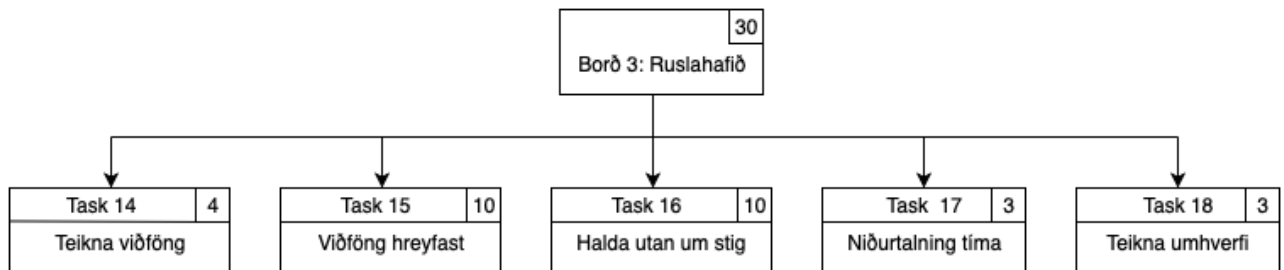 30
Borð 3: Ruslahafið
Task 14 4
Teikna viðföng
Task 15 10
Viðföng hreyfast
Task 16 10
Halda utan um stig
Task 17 3
Niðurtalning tíma
Task 18 3
Teikna umhverfi